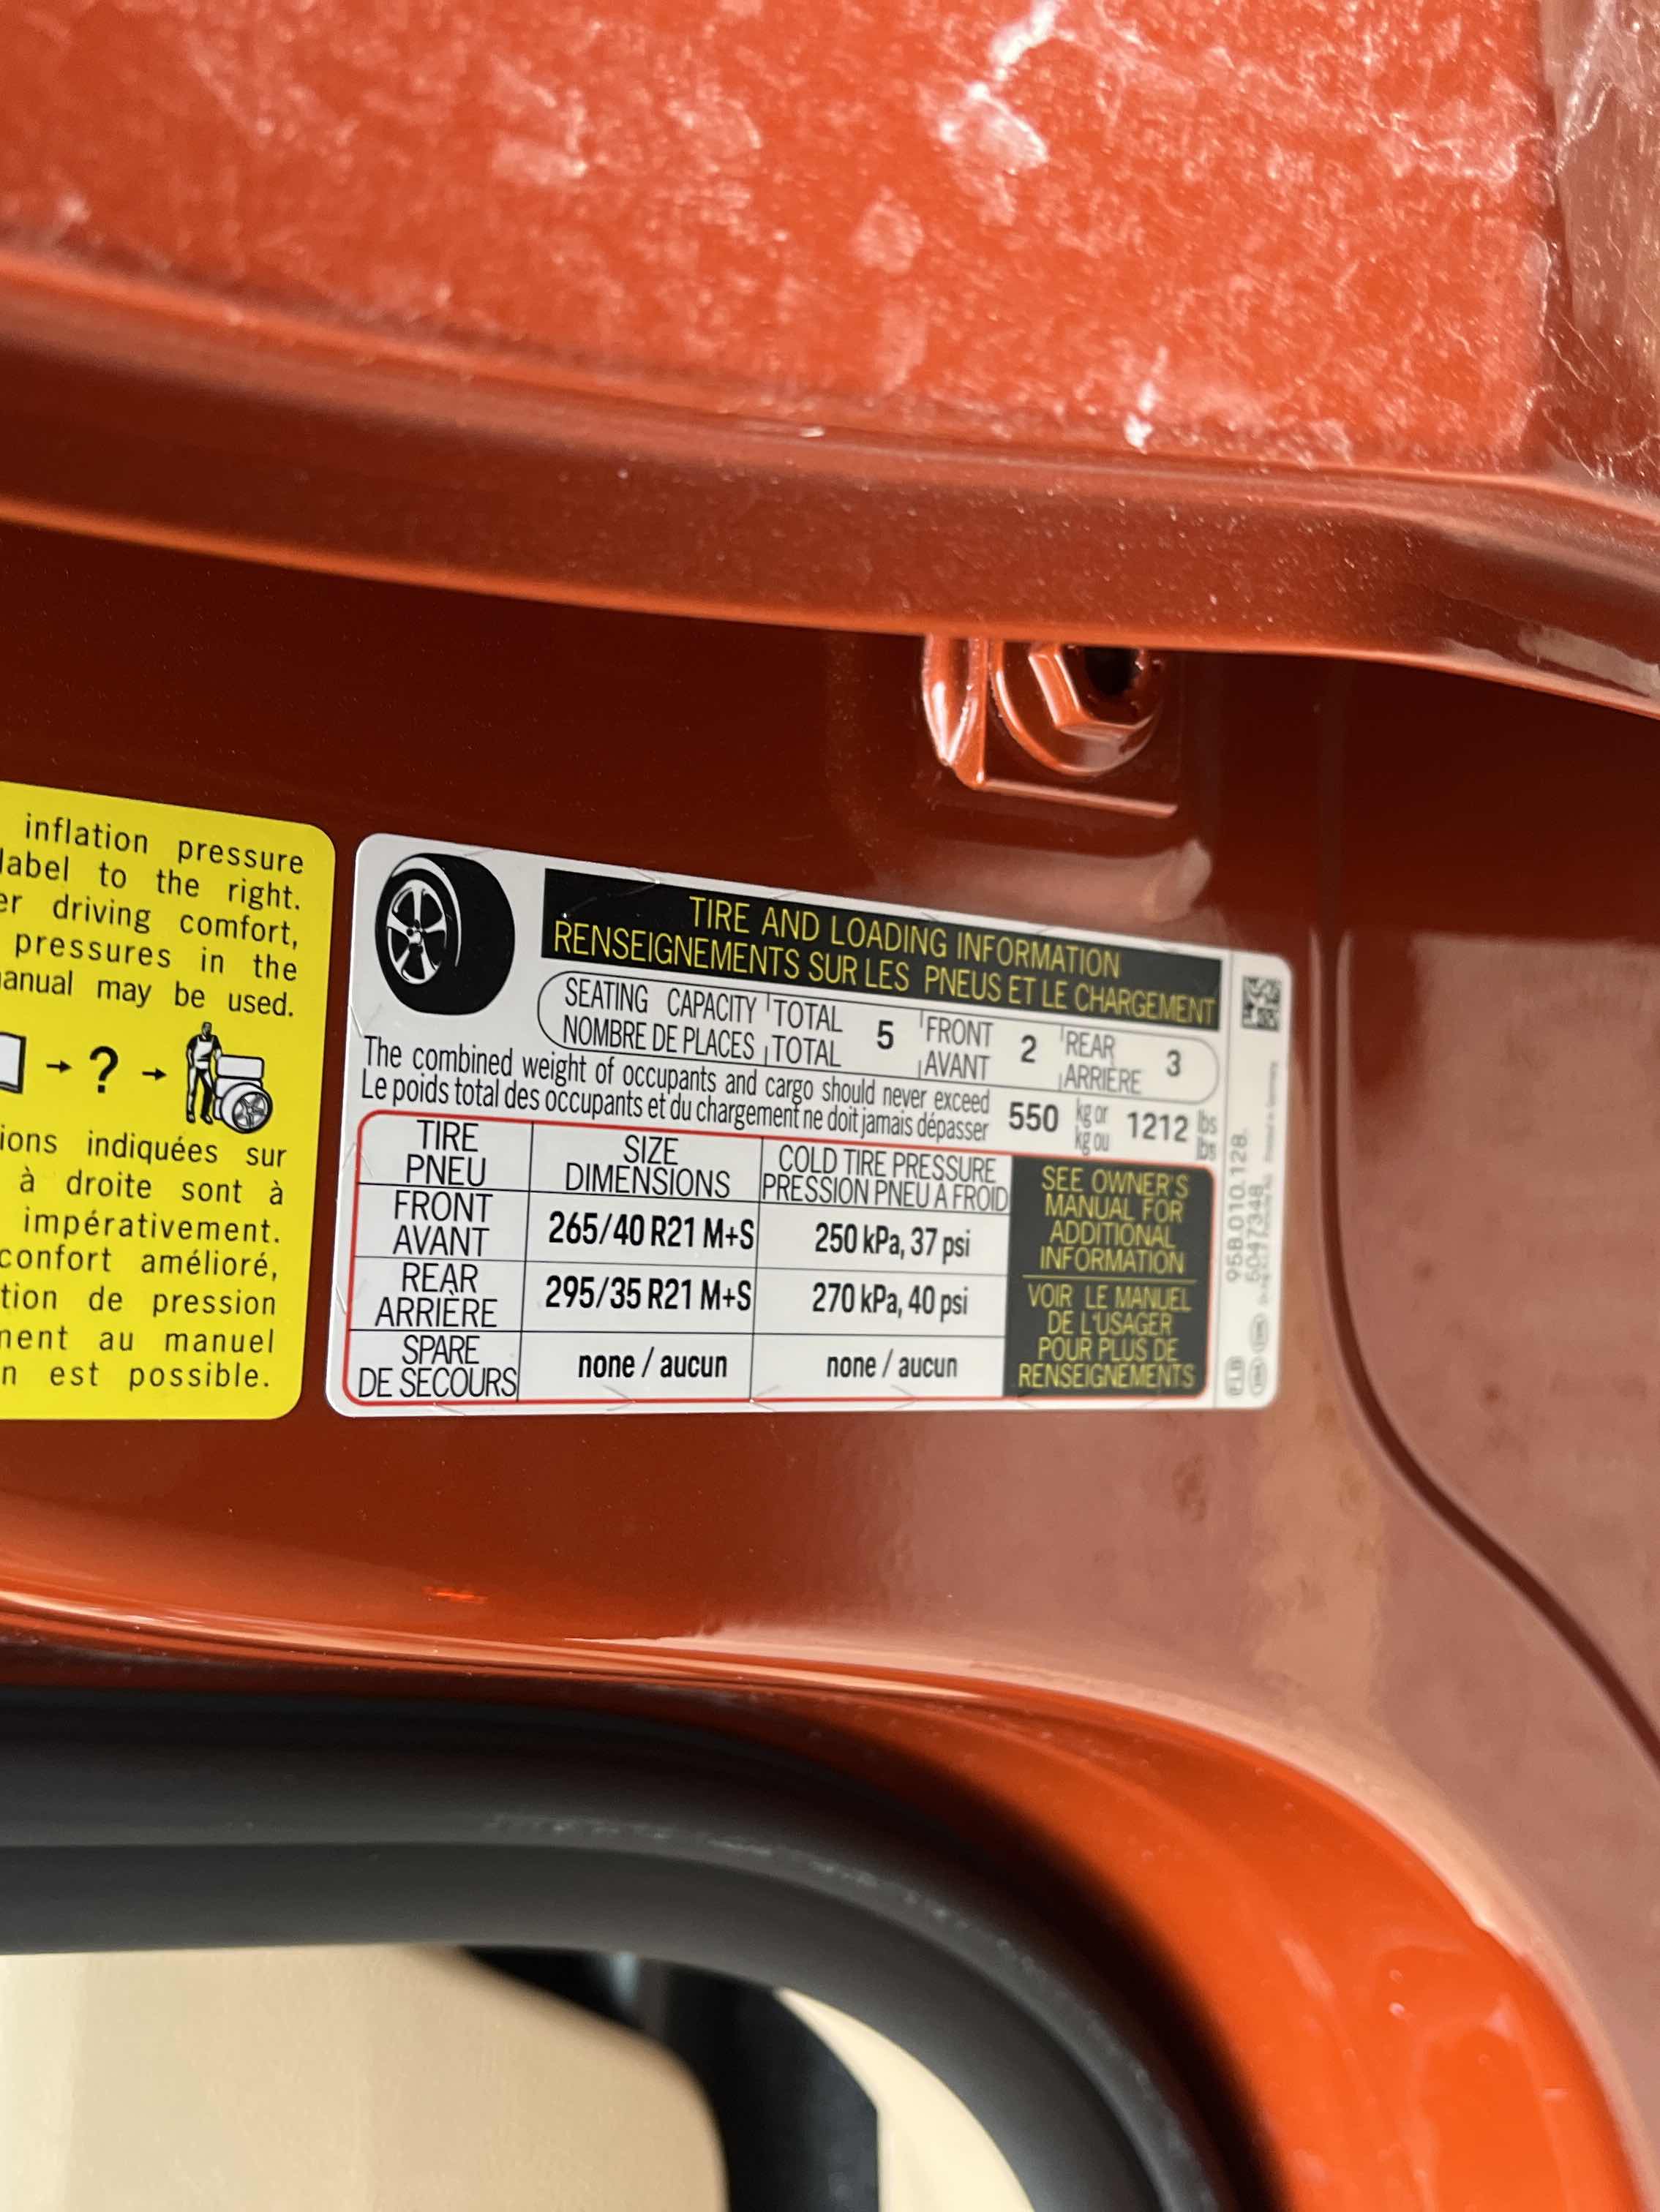 inflation pressure
label to the right.
er driving comfort,
pressures in the
anual may be used.
?
ions indiquées sur
à droite sont à
impérativement.
confort amélioré,
tion de pression
ment au manuel
n est possible.
TIRE AND LOADING INFORMATION
RENSEIGNEMENTS SUR LES PNEUS ET LE CHARGEMENT
SEATING CAPACITY TOTAL 5 FRONT 2 REAR 3
NOMBRE DE PLACES TOTAL AVANT ARRIÈRE
The combined weight of occupants and cargo should never exceed 550 kg or 1212 lbs
Le poids total des occupants et du chargement ne doit jamais dépasser kg ou lbs
TIRE SIZE COLD TIRE PRESSURE
PNEU DIMENSIONS PRESSION PNEU A FROID
FRONT
AVANT 265/40 R21 M+S 250 kPa, 37 psi
REAR
ARRIÈRE 295/35 R21 M+S 270 kPa, 40 psi
SPARE
DE SECOURS none / aucun none / aucun
SEE OWNER'S
MANUAL FOR
ADDITIONAL
INFORMATION
VOIR LE MANUEL
DE L'USAGER
POUR PLUS DE
RENSEIGNEMENTS
95B.010.128.